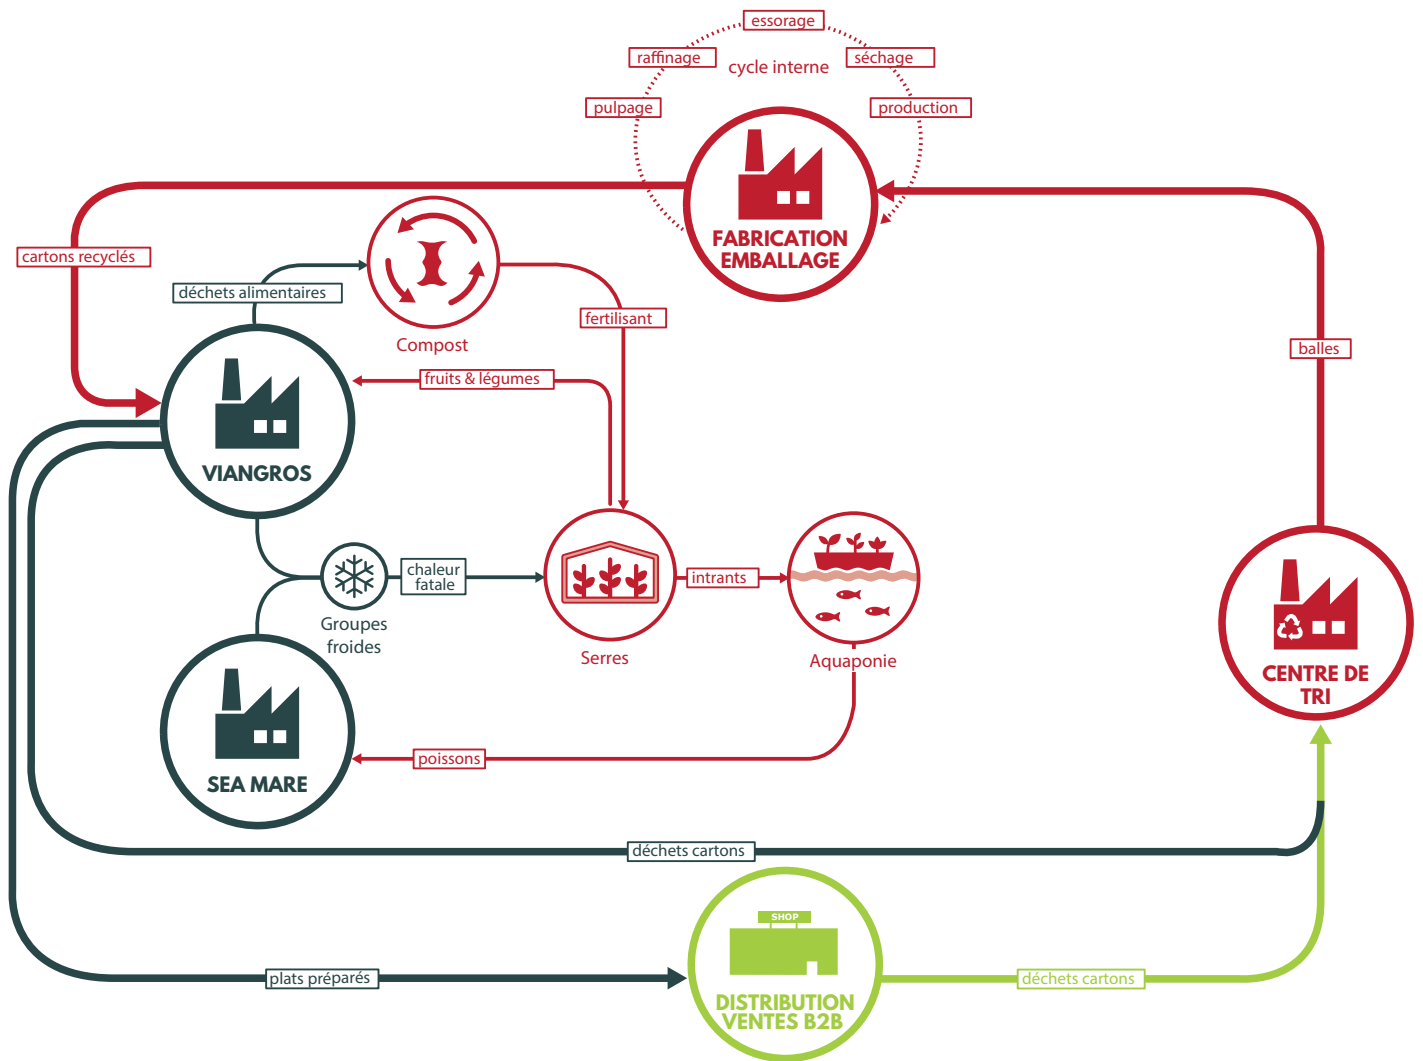 essorage
raffinage
cycle interne
séchage
pulpage
production
FABRICATION
EMBALLAGE
cartons recyclés
déchets alimentaires
fertilisant
Compost
balles
fruits & légumes
VIANGROS
chaleur
fatale
intrants
Groupes
froides
Serres
Aquaponie
CENTRE DE
TRI
poissons
SEA MARE
déchets cartons
SHOP
plats préparés
déchets cartons
DISTRIBUTION
VENTES B2B